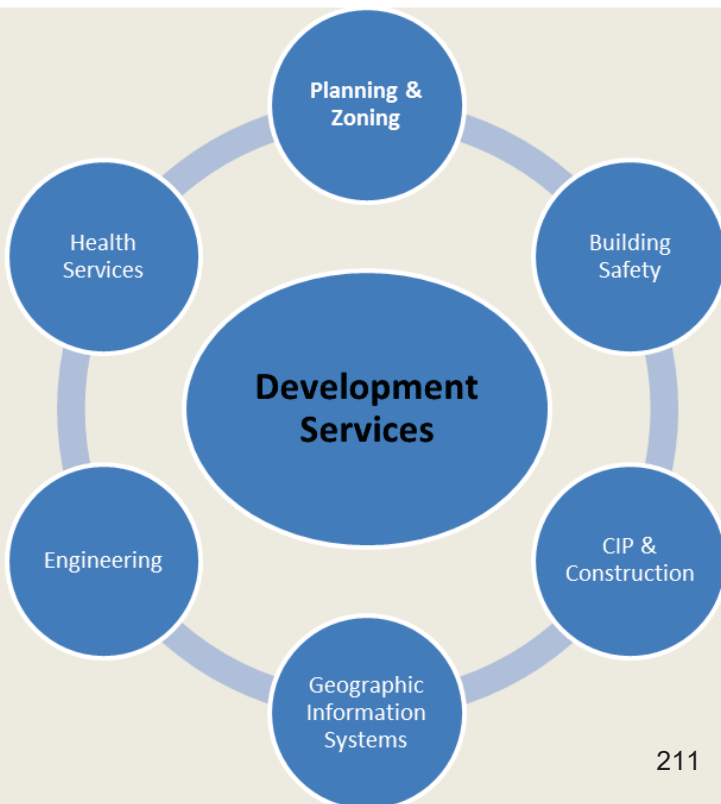 Planning &
Zoning
Health
Services
Building
Safety
Development
Services
Engineering
CIP &
Construction
Geographic
Information
Systems
211